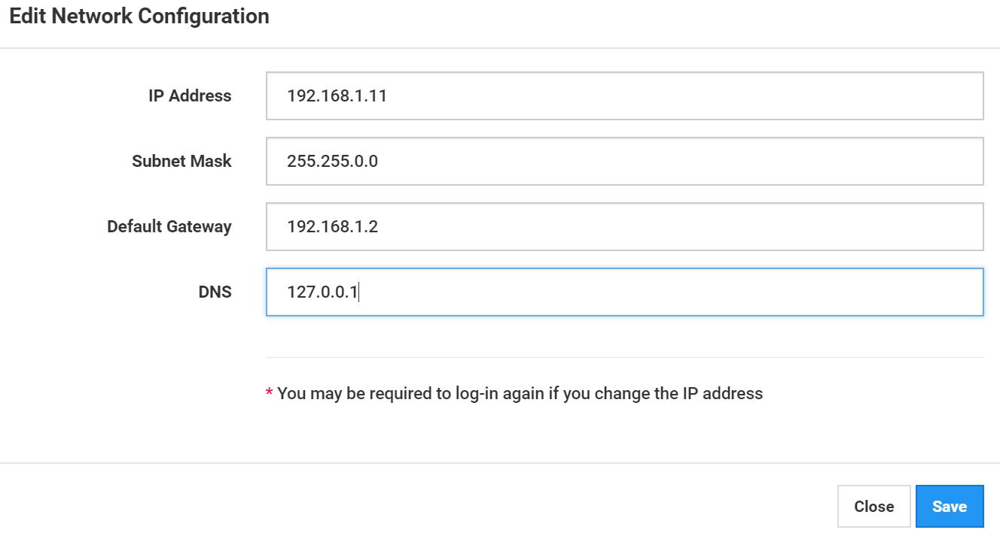 Edit Network Configuration
IP Address 192.168.1.11
Subnet Mask 255.255.0.0
Default Gateway 192.168.1.2
DNS 127.0.0.1
* You may be required to log-in again if you change the IP address
Close Save